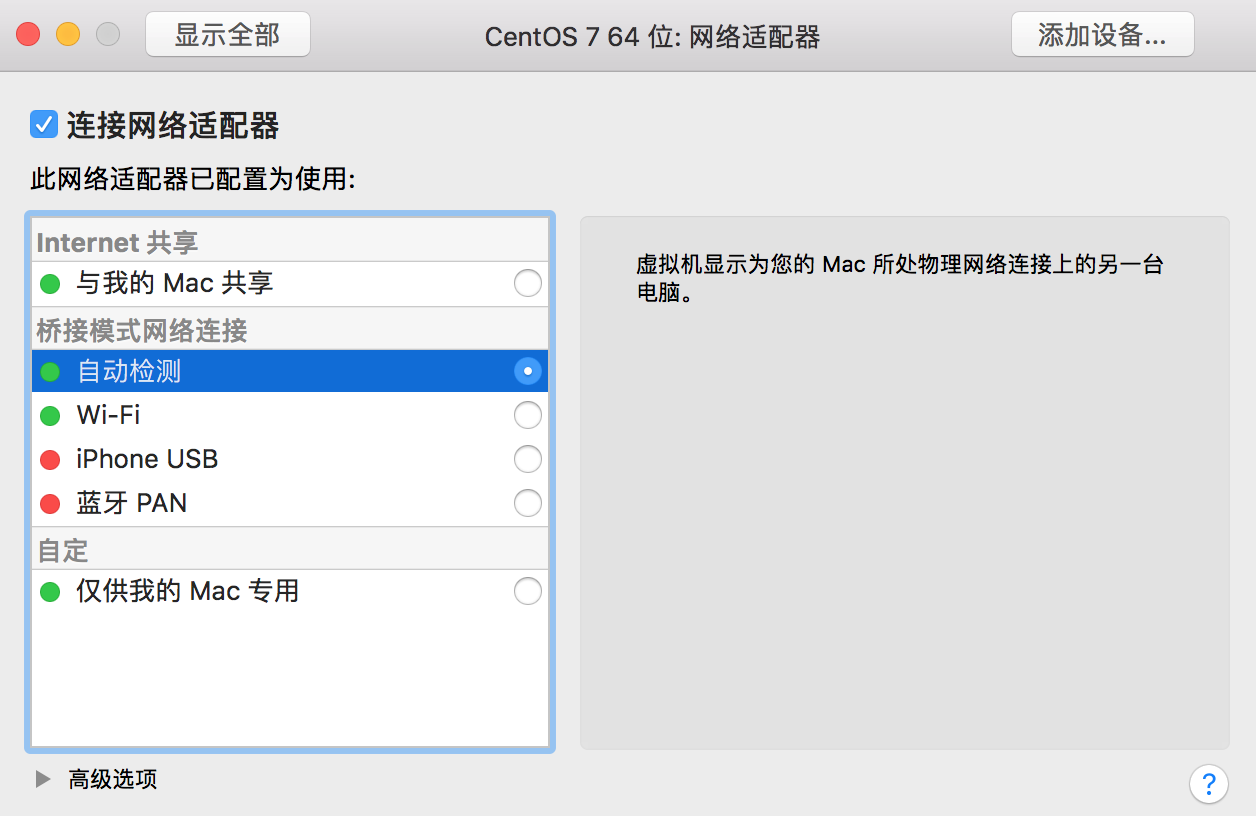 显示全部
CentOS 7 64 位: 网络适配器
添加设备...
连接网络适配器
此网络适配器已配置为使用:
Internet 共享
与我的 Mac 共享
桥接模式网络连接
自动检测
Wi-Fi
iPhone USB
蓝牙 PAN
自定
仅供我的 Mac 专用
虚拟机显示为您的 Mac 所处物理网络连接上的另一台
电脑。
高级选项
?